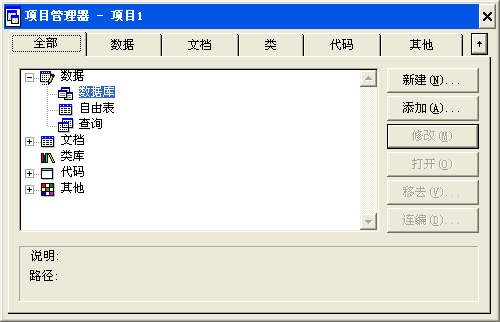 项目管理器 - 项目1
全部 数据 文档 类 代码 其他
数据
数据库
自由表
查询
文档
类库
代码
其他
新建(N)...
添加(A)...
修改(M)
打开(O)
移去(V)...
连编(D)...
说明:
路径: